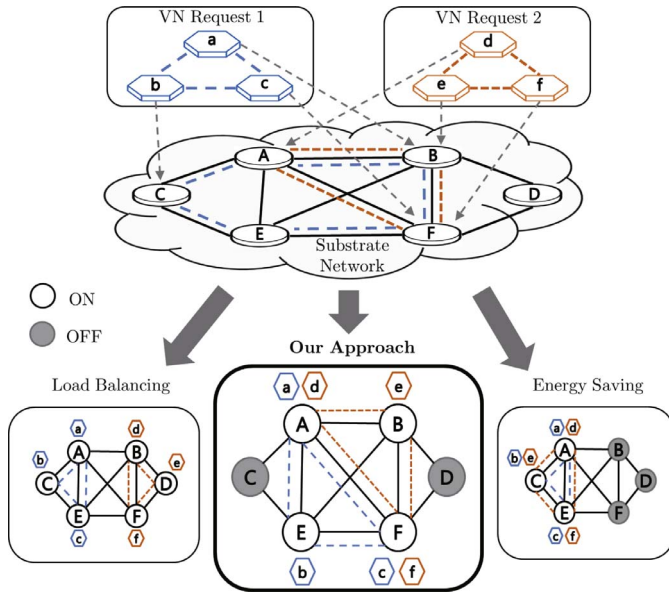 VN Request 1
VN Request 2
a
b
c
d
e
f
A
B
C
D
E
F
Substrate
Network
ON
OFF
Load Balancing
Our Approach
Energy Saving
a
d
b
A
B
e
C
D
E
F
c
f
a
d
e
A
B
C
D
E
F
b
c
f
a
d
b
e
A
B
C
D
E
F
c
f